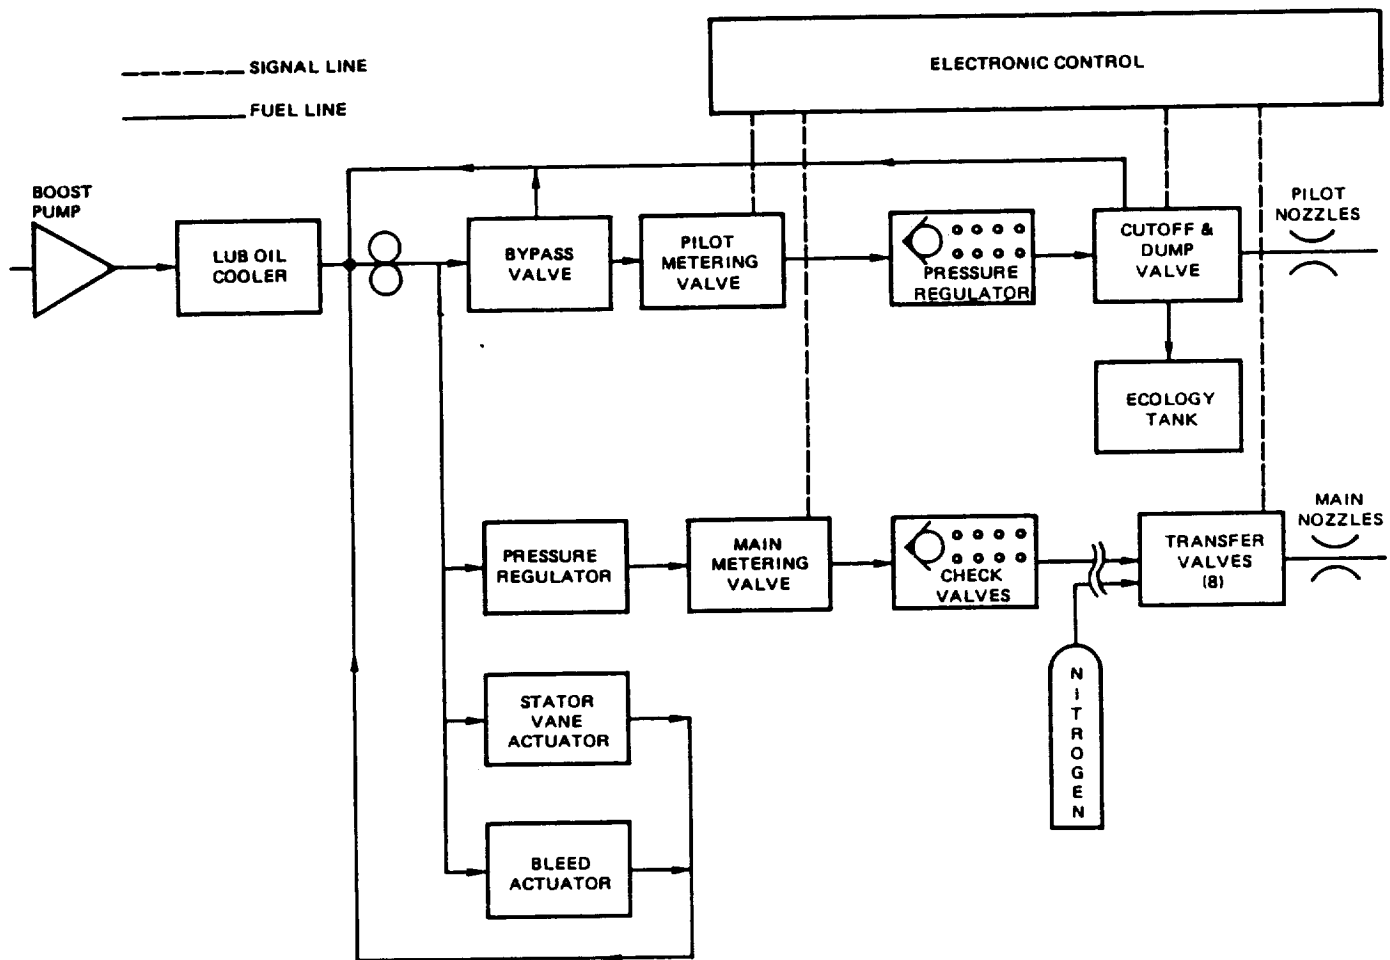 SIGNAL LINE
FUEL LINE
ELECTRONIC CONTROL
BOOST
PUMP
LUB OIL
COOLER
BYPASS
VALVE
PILOT
METERING
VALVE
PRESSURE
REGULATOR
CUTOFF &
DUMP
VALVE
PILOT
NOZZLES
ECOLOGY
TANK
PRESSURE
REGULATOR
MAIN
METERING
VALVE
CHECK
VALVES
TRANSFER
VALVES
(8)
MAIN
NOZZLES
STATOR
VANE
ACTUATOR
BLEED
ACTUATOR
NITROGEN